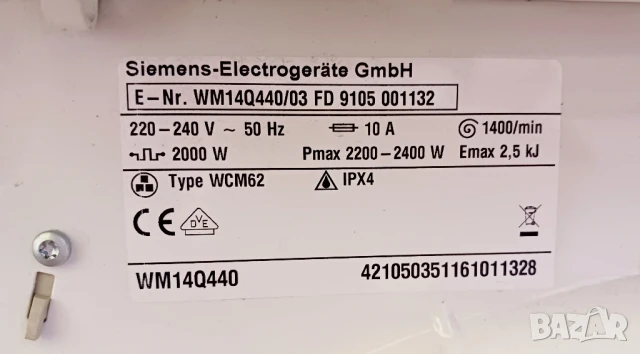 Siemens-Electrogeräte GmbH
E–Nr. WM14Q440/03 FD 9105 001132
220–240 V ~ 50 Hz 10 A 1400/min
2000 W Pmax 2200–2400 W Emax 2,5 kJ
Type WCM62 IPX4
CE DVE
WM14Q440 421050351161011328
BAZAR